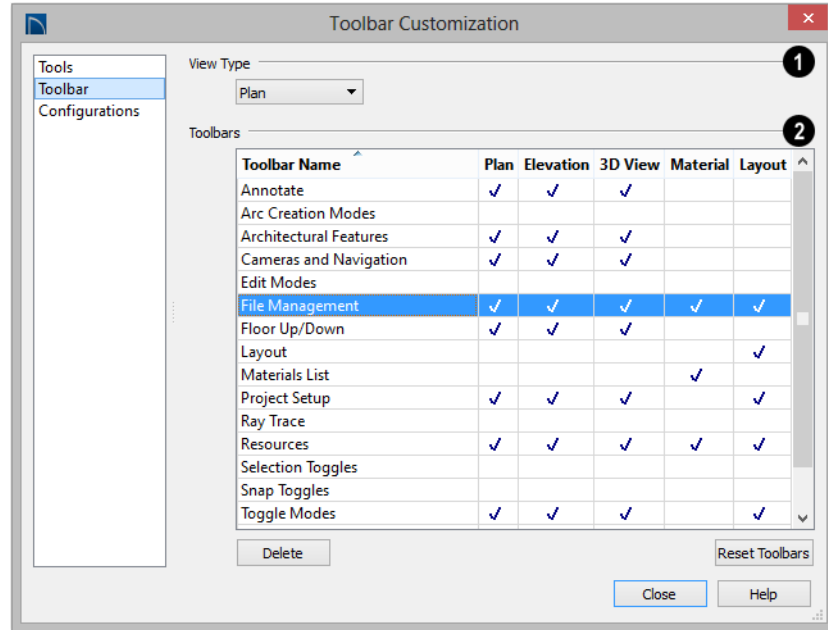 Toolbar Customization
Tools
Toolbar
Configurations
View Type
1
Plan
Toolbars
2
Toolbar Name Plan Elevation 3D View Material Layout
Annotate ✓ ✓ ✓
Arc Creation Modes
Architectural Features ✓ ✓ ✓
Cameras and Navigation ✓ ✓ ✓
Edit Modes
File Management ✓ ✓ ✓ ✓ ✓
Floor Up/Down ✓ ✓ ✓
Layout ✓
Materials List ✓
Project Setup ✓ ✓ ✓ ✓
Ray Trace
Resources ✓ ✓ ✓ ✓ ✓
Selection Toggles
Snap Toggles
Toggle Modes ✓ ✓ ✓ ✓
Delete Reset Toolbars
Close Help